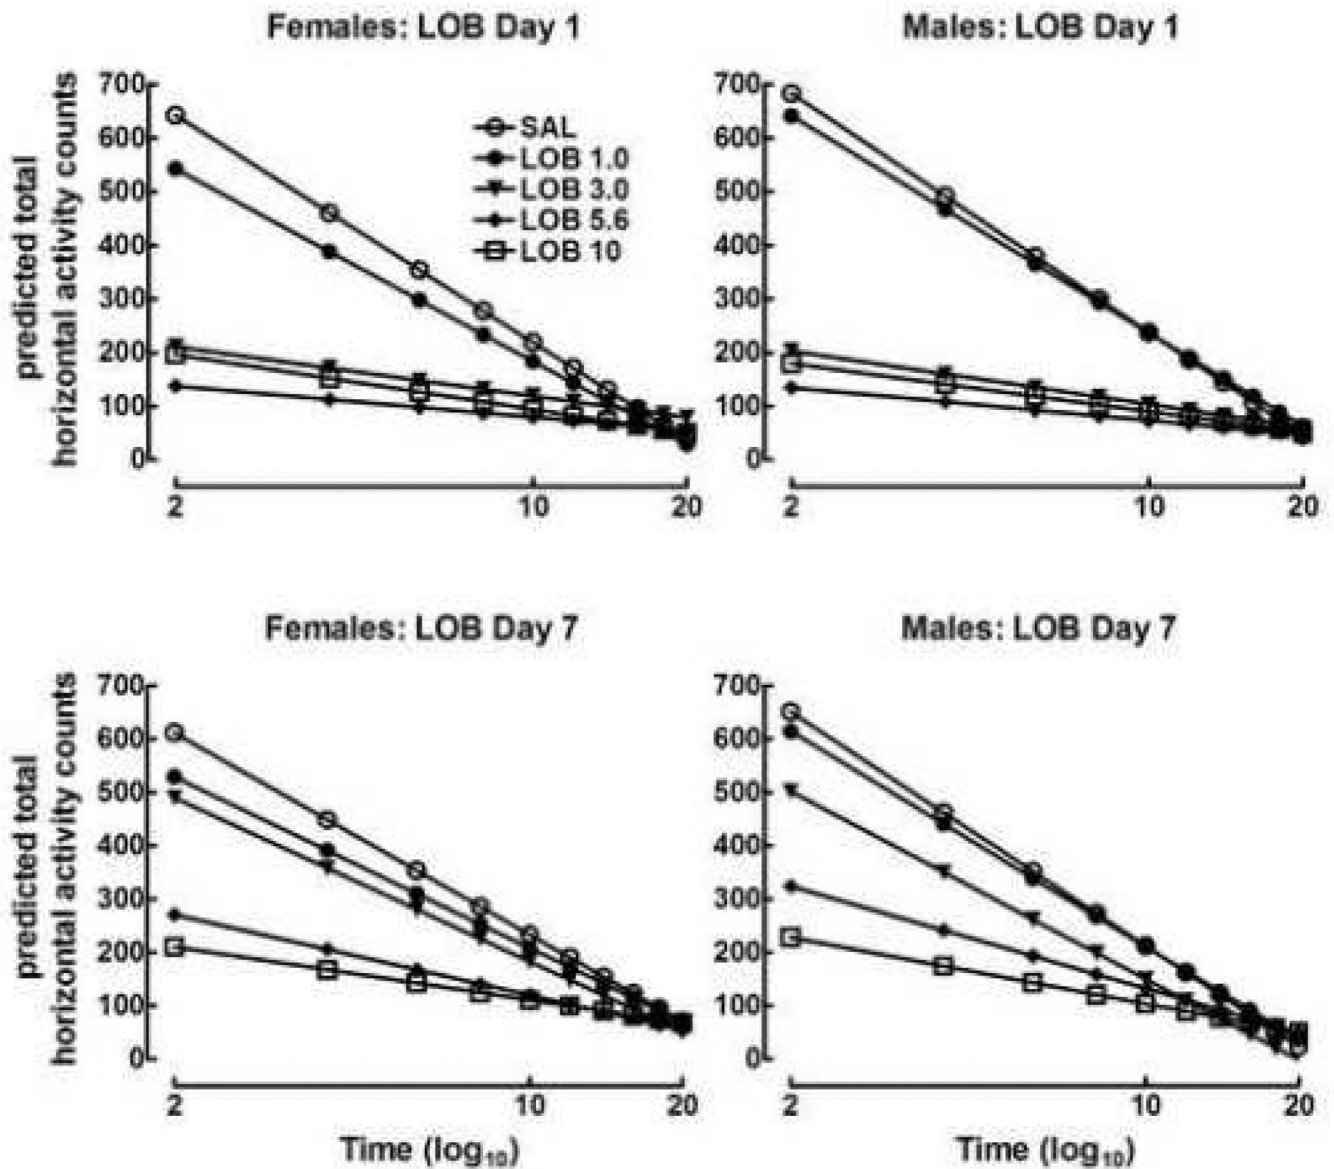 Females: LOB Day 1
predicted total
horizontal activity counts
700
600
500
400
300
200
100
0
SAL
LOB 1.0
LOB 3.0
LOB 5.6
LOB 10
2
10
20
Males: LOB Day 1
700
600
500
400
300
200
100
0
2
10
20
Females: LOB Day 7
predicted total
horizontal activity counts
700
600
500
400
300
200
100
0
2
10
20
Time (log₁₀)
Males: LOB Day 7
700
600
500
400
300
200
100
0
2
10
20
Time (log₁₀)